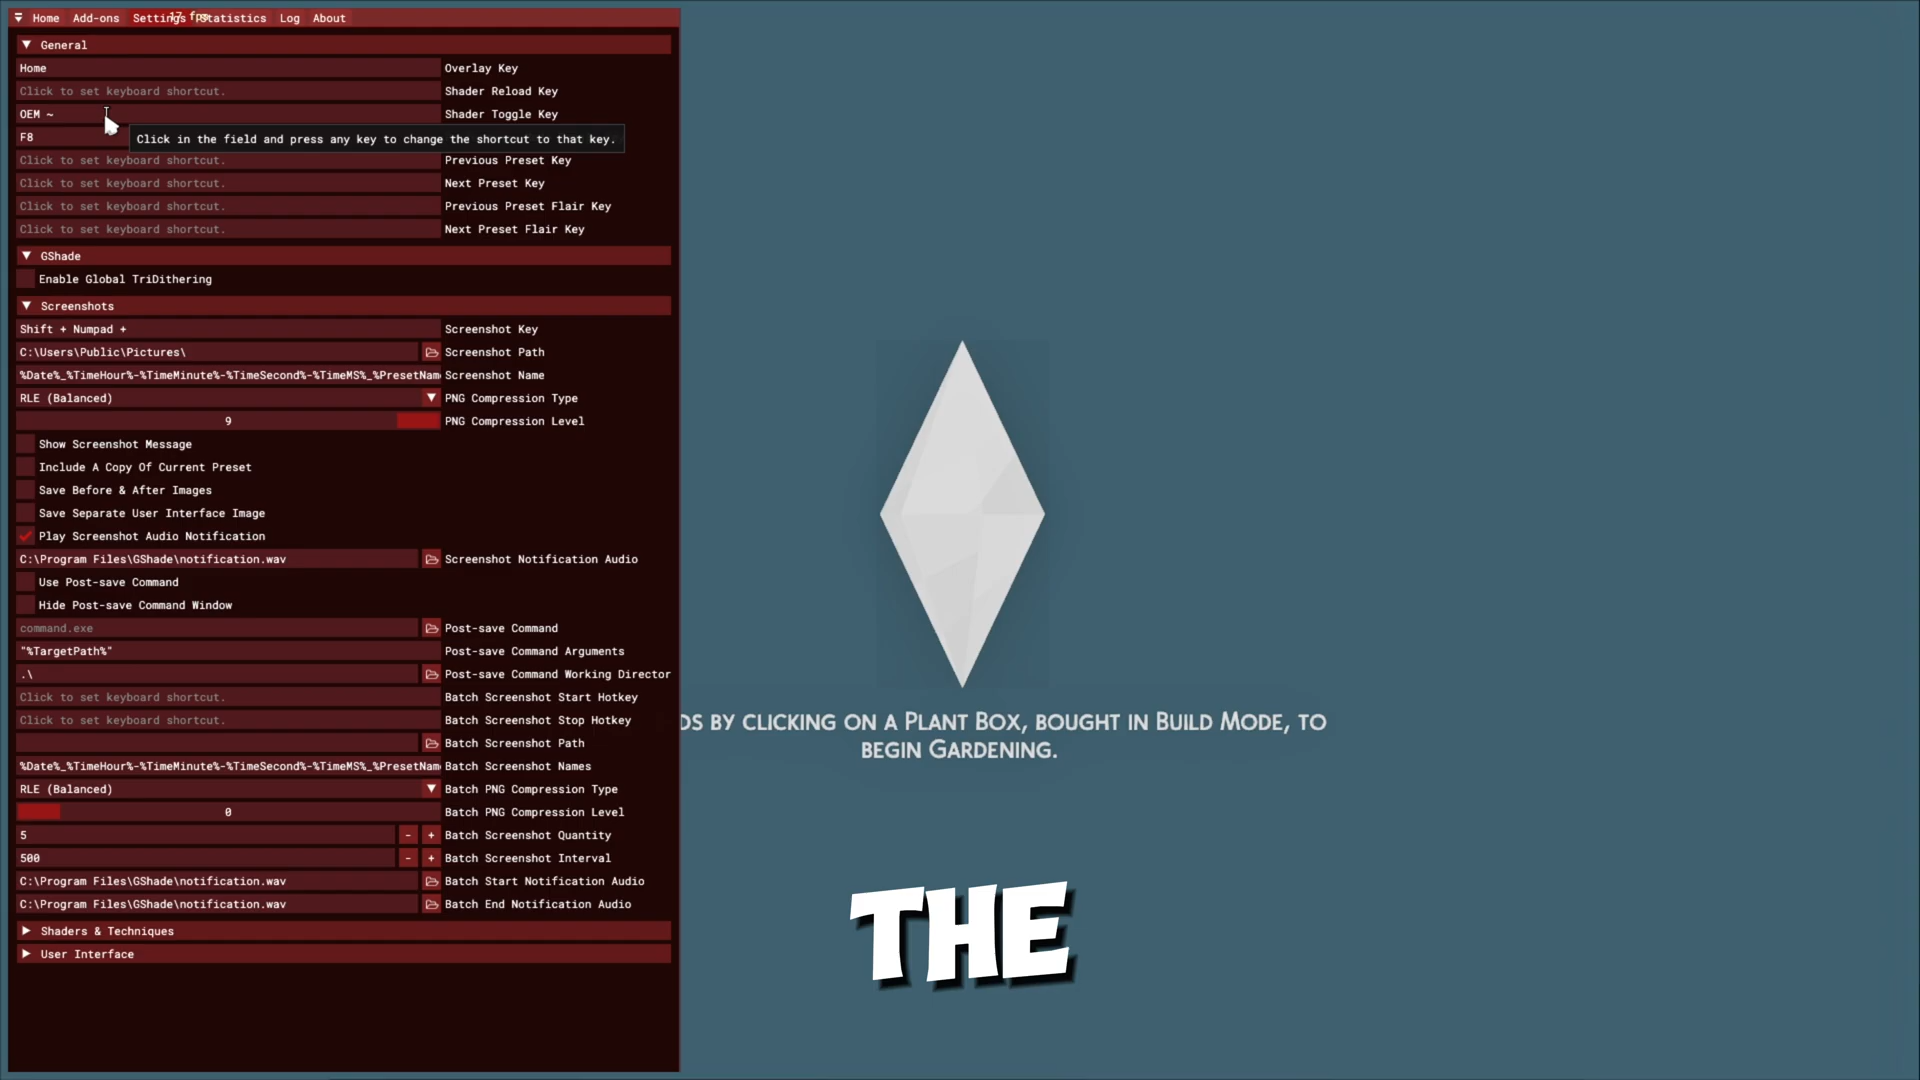 Home Add-ons Settings Statistics Log About
17 fps
General
Home Overlay Key
Click to set keyboard shortcut. Shader Reload Key
OEM ~ Shader Toggle Key
F8
Click in the field and press any key to change the shortcut to that key.
Click to set keyboard shortcut. Previous Preset Key
Click to set keyboard shortcut. Next Preset Key
Click to set keyboard shortcut. Previous Preset Flair Key
Click to set keyboard shortcut. Next Preset Flair Key
GShade
Enable Global TriDithering
Screenshots
Shift + Numpad + Screenshot Key
C:\Users\Public\Pictures\ Screenshot Path
%Date%_%TimeHour%-%TimeMinute%-%TimeSecond%-%TimeMS%_%PresetNam Screenshot Name
RLE (Balanced) PNG Compression Type
9 PNG Compression Level
Show Screenshot Message
Include A Copy Of Current Preset
Save Before & After Images
Save Separate User Interface Image
Play Screenshot Audio Notification
C:\Program Files\GShade\notification.wav Screenshot Notification Audio
Use Post-save Command
Hide Post-save Command Window
command.exe Post-save Command
"%TargetPath%" Post-save Command Arguments
.\ Post-save Command Working Director
Click to set keyboard shortcut. Batch Screenshot Start Hotkey
Click to set keyboard shortcut. Batch Screenshot Stop Hotkey
Batch Screenshot Path
%Date%_%TimeHour%-%TimeMinute%-%TimeSecond%-%TimeMS%_%PresetNam Batch Screenshot Names
RLE (Balanced) Batch PNG Compression Type
0 Batch PNG Compression Level
5 - + Batch Screenshot Quantity
500 - + Batch Screenshot Interval
C:\Program Files\GShade\notification.wav Batch Start Notification Audio
C:\Program Files\GShade\notification.wav Batch End Notification Audio
Shaders & Techniques
User Interface
DS BY CLICKING ON A PLANT BOX, BOUGHT IN BUILD MODE, TO
BEGIN GARDENING.
THE